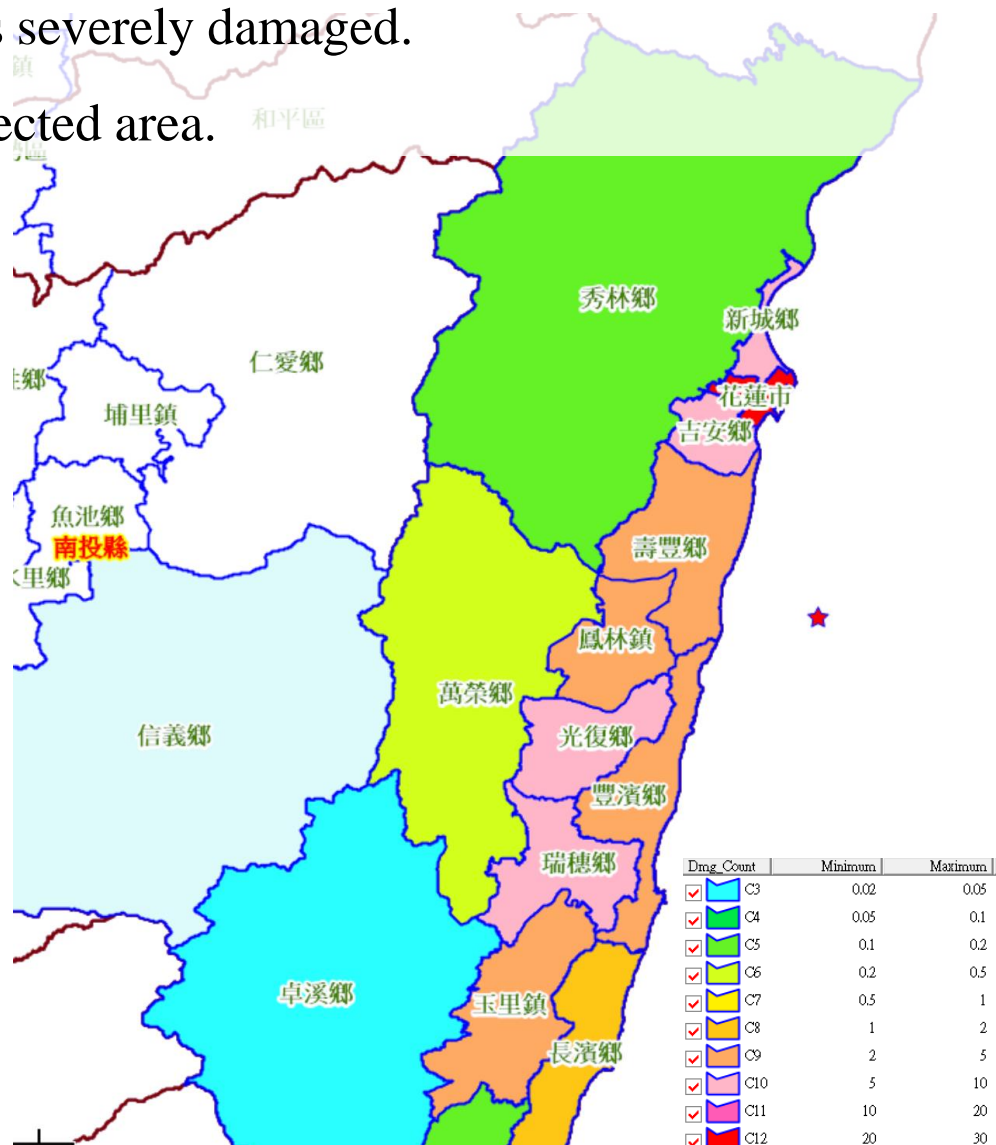 s severely damaged.
鎮
和平區
ected area.
秀林鄉
新城鄉
仁愛鄉
鄉
花蓮市
埔里鎮
吉安鄉
魚池鄉
壽豐鄉
南投縣
里鄉
鳳林鎮
萬榮鄉
信義鄉
光復鄉
豐濱鄉
瑞穗鄉
卓溪鄉
玉里鎮
長濱鄉
Dmg_Count Minimum Maximum
C3 0.02 0.05
C4 0.05 0.1
C5 0.1 0.2
C6 0.2 0.5
C7 0.5 1
C8 1 2
C9 2 5
C10 5 10
C11 10 20
C12 20 30